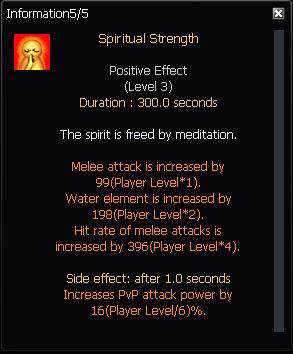 Information5/5
Spiritual Strength
Positive Effect
(Level 3)
Duration : 300.0 seconds
The spirit is freed by meditation.
Melee attack is increased by
99(Player Level*1).
Water element is increased by
198(Player Level*2).
Hit rate of melee attacks is
increased by 396(Player Level*4).
Side effect: after 1.0 seconds
Increases PvP attack power by
16(Player Level/6)%.